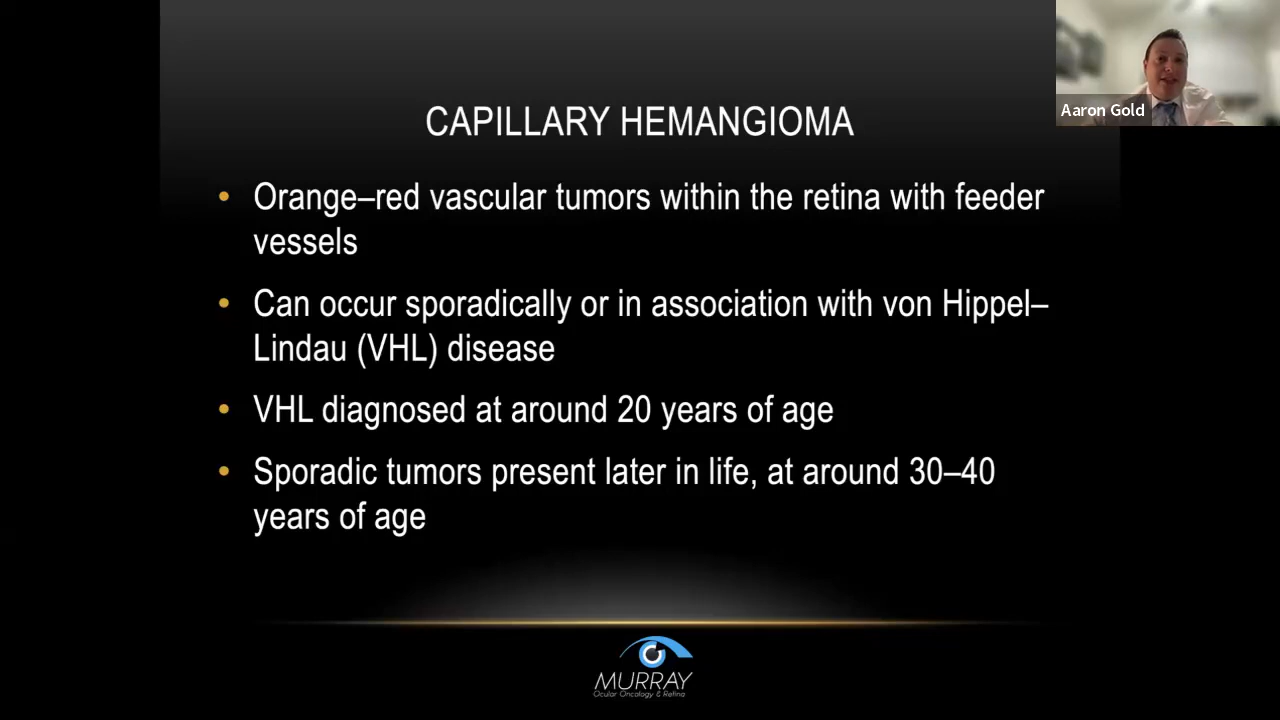 Aaron Gold
CAPILLARY HEMANGIOMA
• Orange–red vascular tumors within the retina with feeder
vessels
• Can occur sporadically or in association with von Hippel–
Lindau (VHL) disease
• VHL diagnosed at around 20 years of age
• Sporadic tumors present later in life, at around 30–40
years of age
MURRAY
Ocular Oncology & Retina